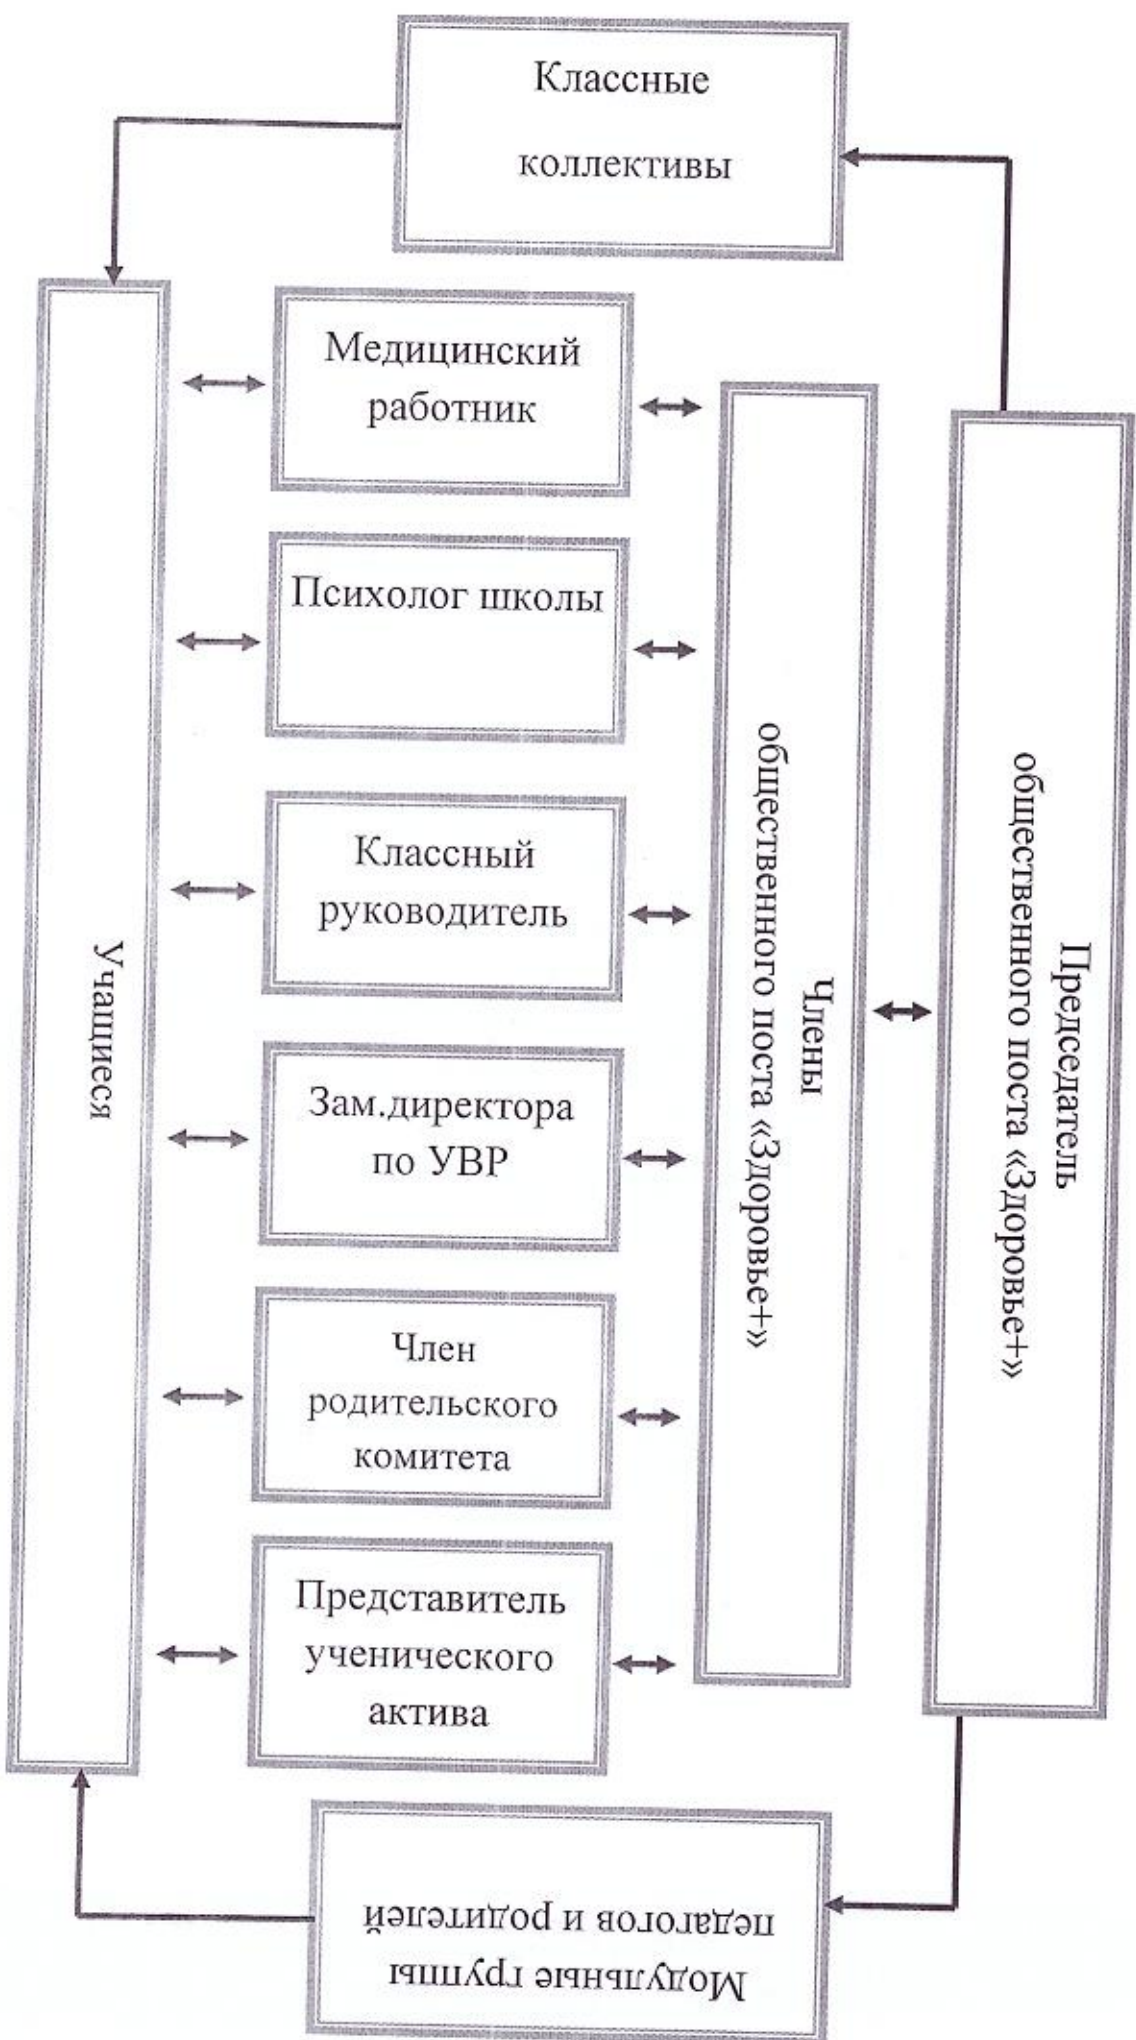 Классные
коллективы
Председатель
общественного поста «Здоровье+»
Члены
общественного поста «Здоровье+»
Медицинский
работник
Психолог школы
Классный
руководитель
Зам.директора
по УВР
Член
родительского
комитета
Представитель
ученического
актива
Учащиеся
Модульные группы
педагогов и родителей